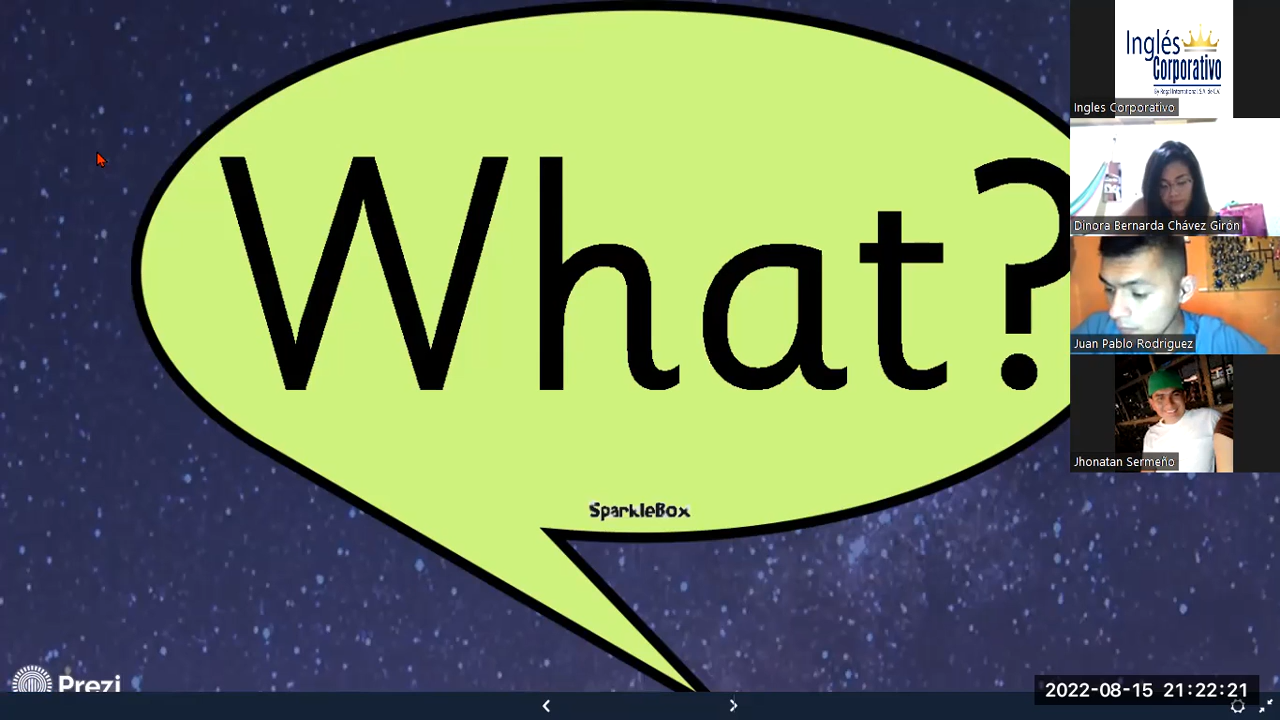 What?
SparkleBox
Prezi
Inglés
Corporativo
Ingles Corporativo
Dinora Bernarda Chávez Girón
Juan Pablo Rodriguez
Jhonatan Sermeño
2022-08-15 21:22:21